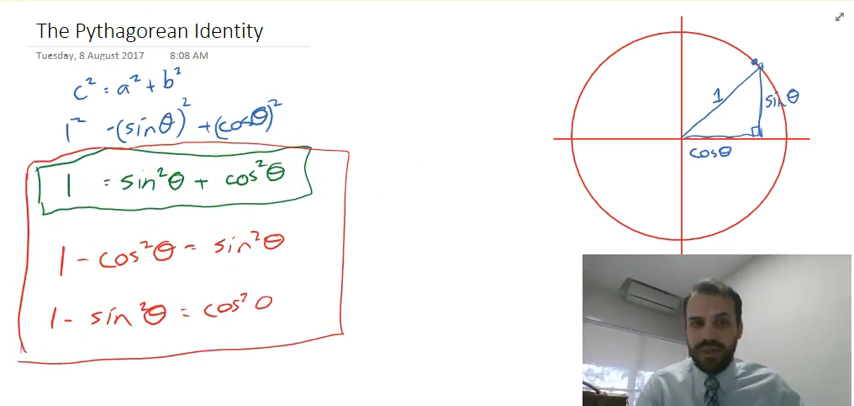 The Pythagorean Identity
Tuesday, 8 August 2017 8:08 AM
c² = a² + b²
1² = (sinθ)² + (cosθ)²
1 = sin²θ + cos²θ
1 - cos²θ = sin²θ
1 - sin²θ = cos²θ
1
sinθ
cosθ